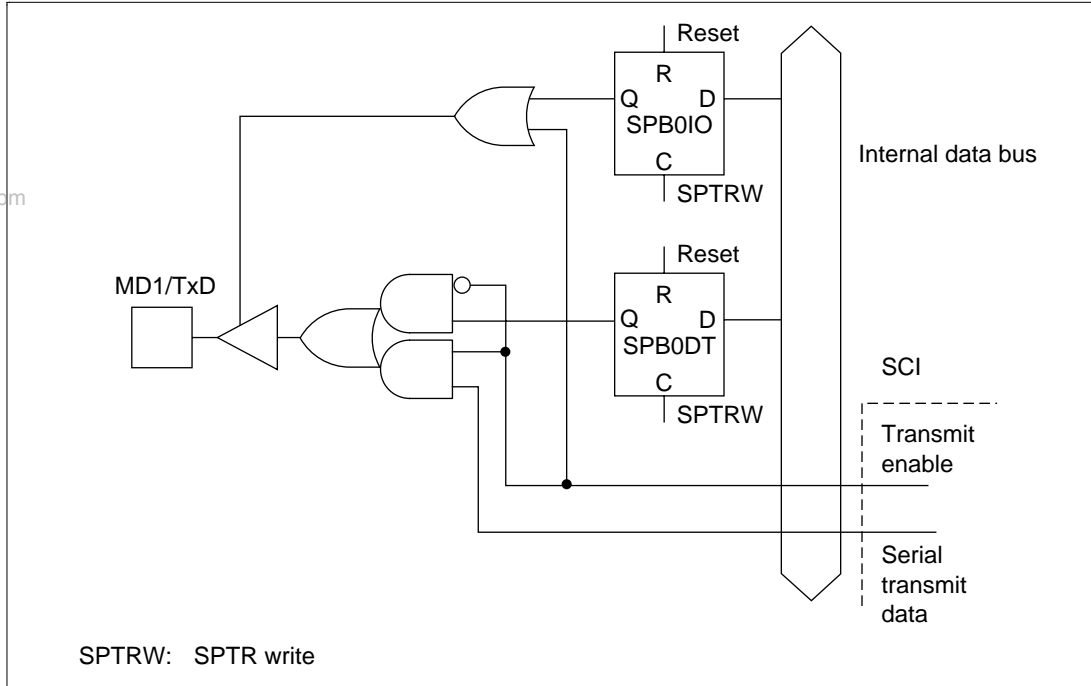 Reset
R
Q D
SPB0IO
C
SPTRW
Internal data bus
om
Reset
R
Q D
SPB0DT
C
SPTRW
MD1/TxD
SCI
Transmit
enable
Serial
transmit
data
SPTRW: SPTR write